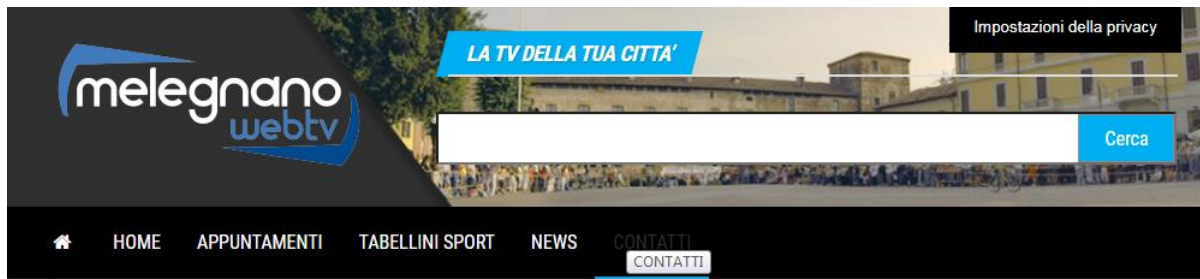 Impostazioni della privacy
LA TV DELLA TUA CITTA'
melegnano
webtv
Cerca
HOME APPUNTAMENTI TABELLINI SPORT NEWS CONTATTI
CONTATTI